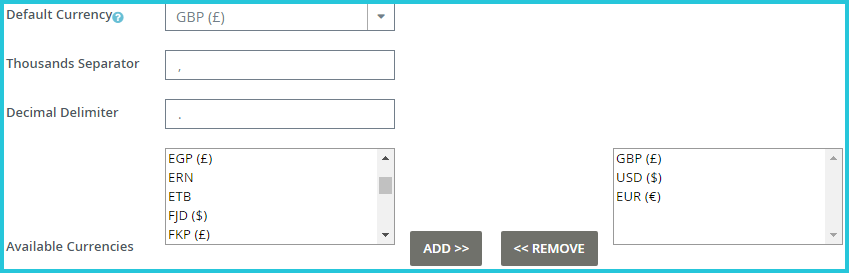 Default Currency?
GBP (£)
Thousands Separator
,
Decimal Delimiter
.
EGP (£)
ERN
ETB
FJD ($)
FKP (£)
GBP (£)
USD ($)
EUR (€)
Available Currencies
ADD >>
<< REMOVE